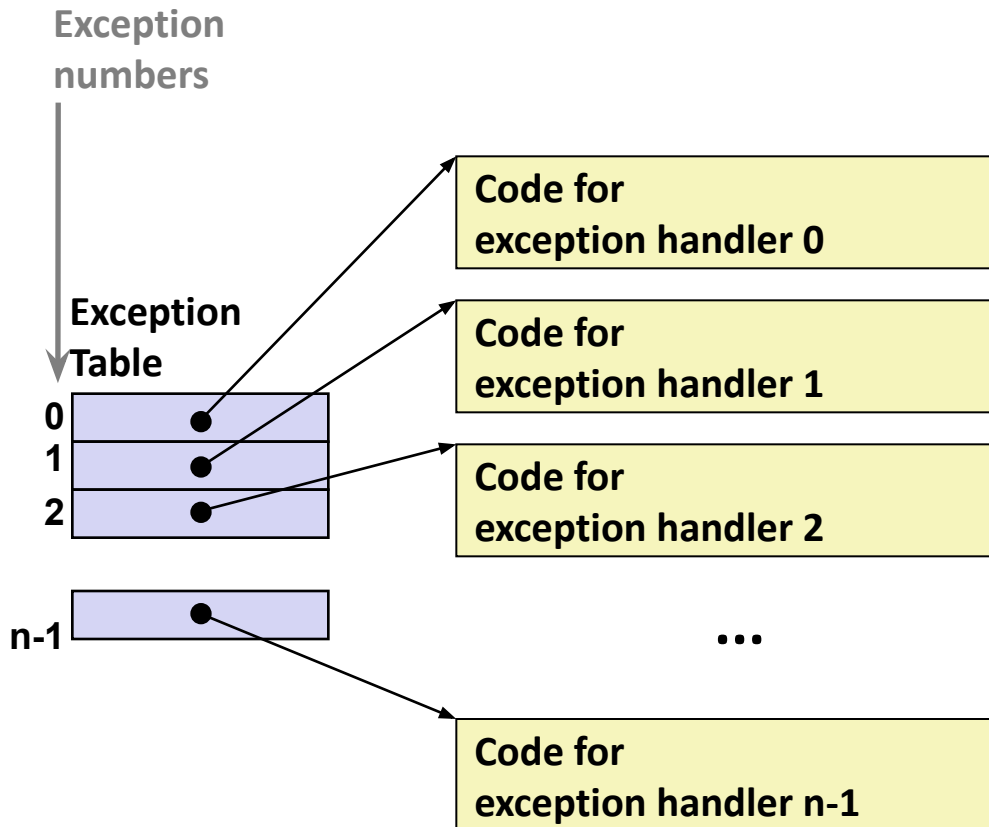 Exception
numbers
Code for
exception handler 0
Exception
Table
Code for
exception handler 1
0
1
2
Code for
exception handler 2
n-1
...
Code for
exception handler n-1